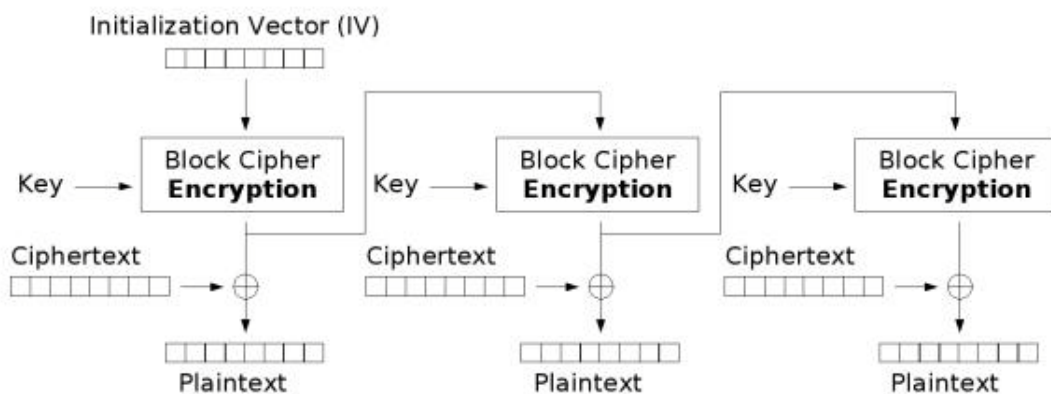 Initialization Vector (IV)
Block Cipher
Encryption
Block Cipher
Encryption
Block Cipher
Encryption
Key
Key
Key
Ciphertext
Ciphertext
Ciphertext
Plaintext
Plaintext
Plaintext